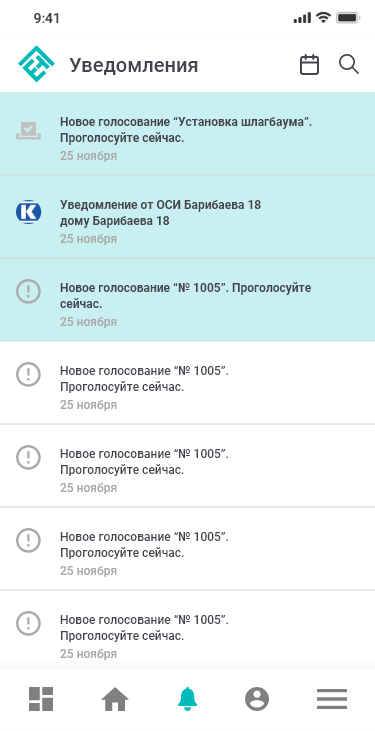 9:41
Уведомления
Новое голосование “Установка шлагбаума”.
Проголосуйте сейчас.
25 ноября
К
Уведомление от ОСИ Барибаева 18
дому Барибаева 18
25 ноября
Новое голосование “№ 1005”. Проголосуйте
сейчас.
25 ноября
Новое голосование “№ 1005”.
Проголосуйте сейчас.
25 ноября
Новое голосование “№ 1005”.
Проголосуйте сейчас.
25 ноября
Новое голосование “№ 1005”.
Проголосуйте сейчас.
25 ноября
Новое голосование “№ 1005”.
Проголосуйте сейчас.
25 ноября